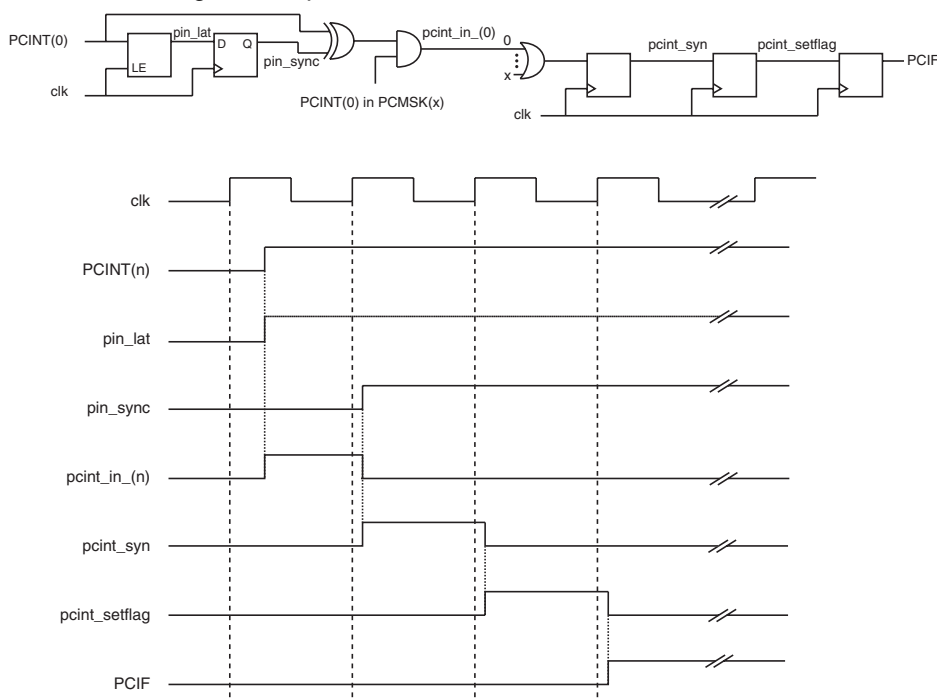 PCINT(0)
pin_lat
D Q
LE
pin_sync
clk
PCINT(0) in PCMSK(x)
pcint_in_(0)
0
x
pcint_syn
pcint_setflag
PCIF
clk
clk
PCINT(n)
pin_lat
pin_sync
pcint_in_(n)
pcint_syn
pcint_setflag
PCIF